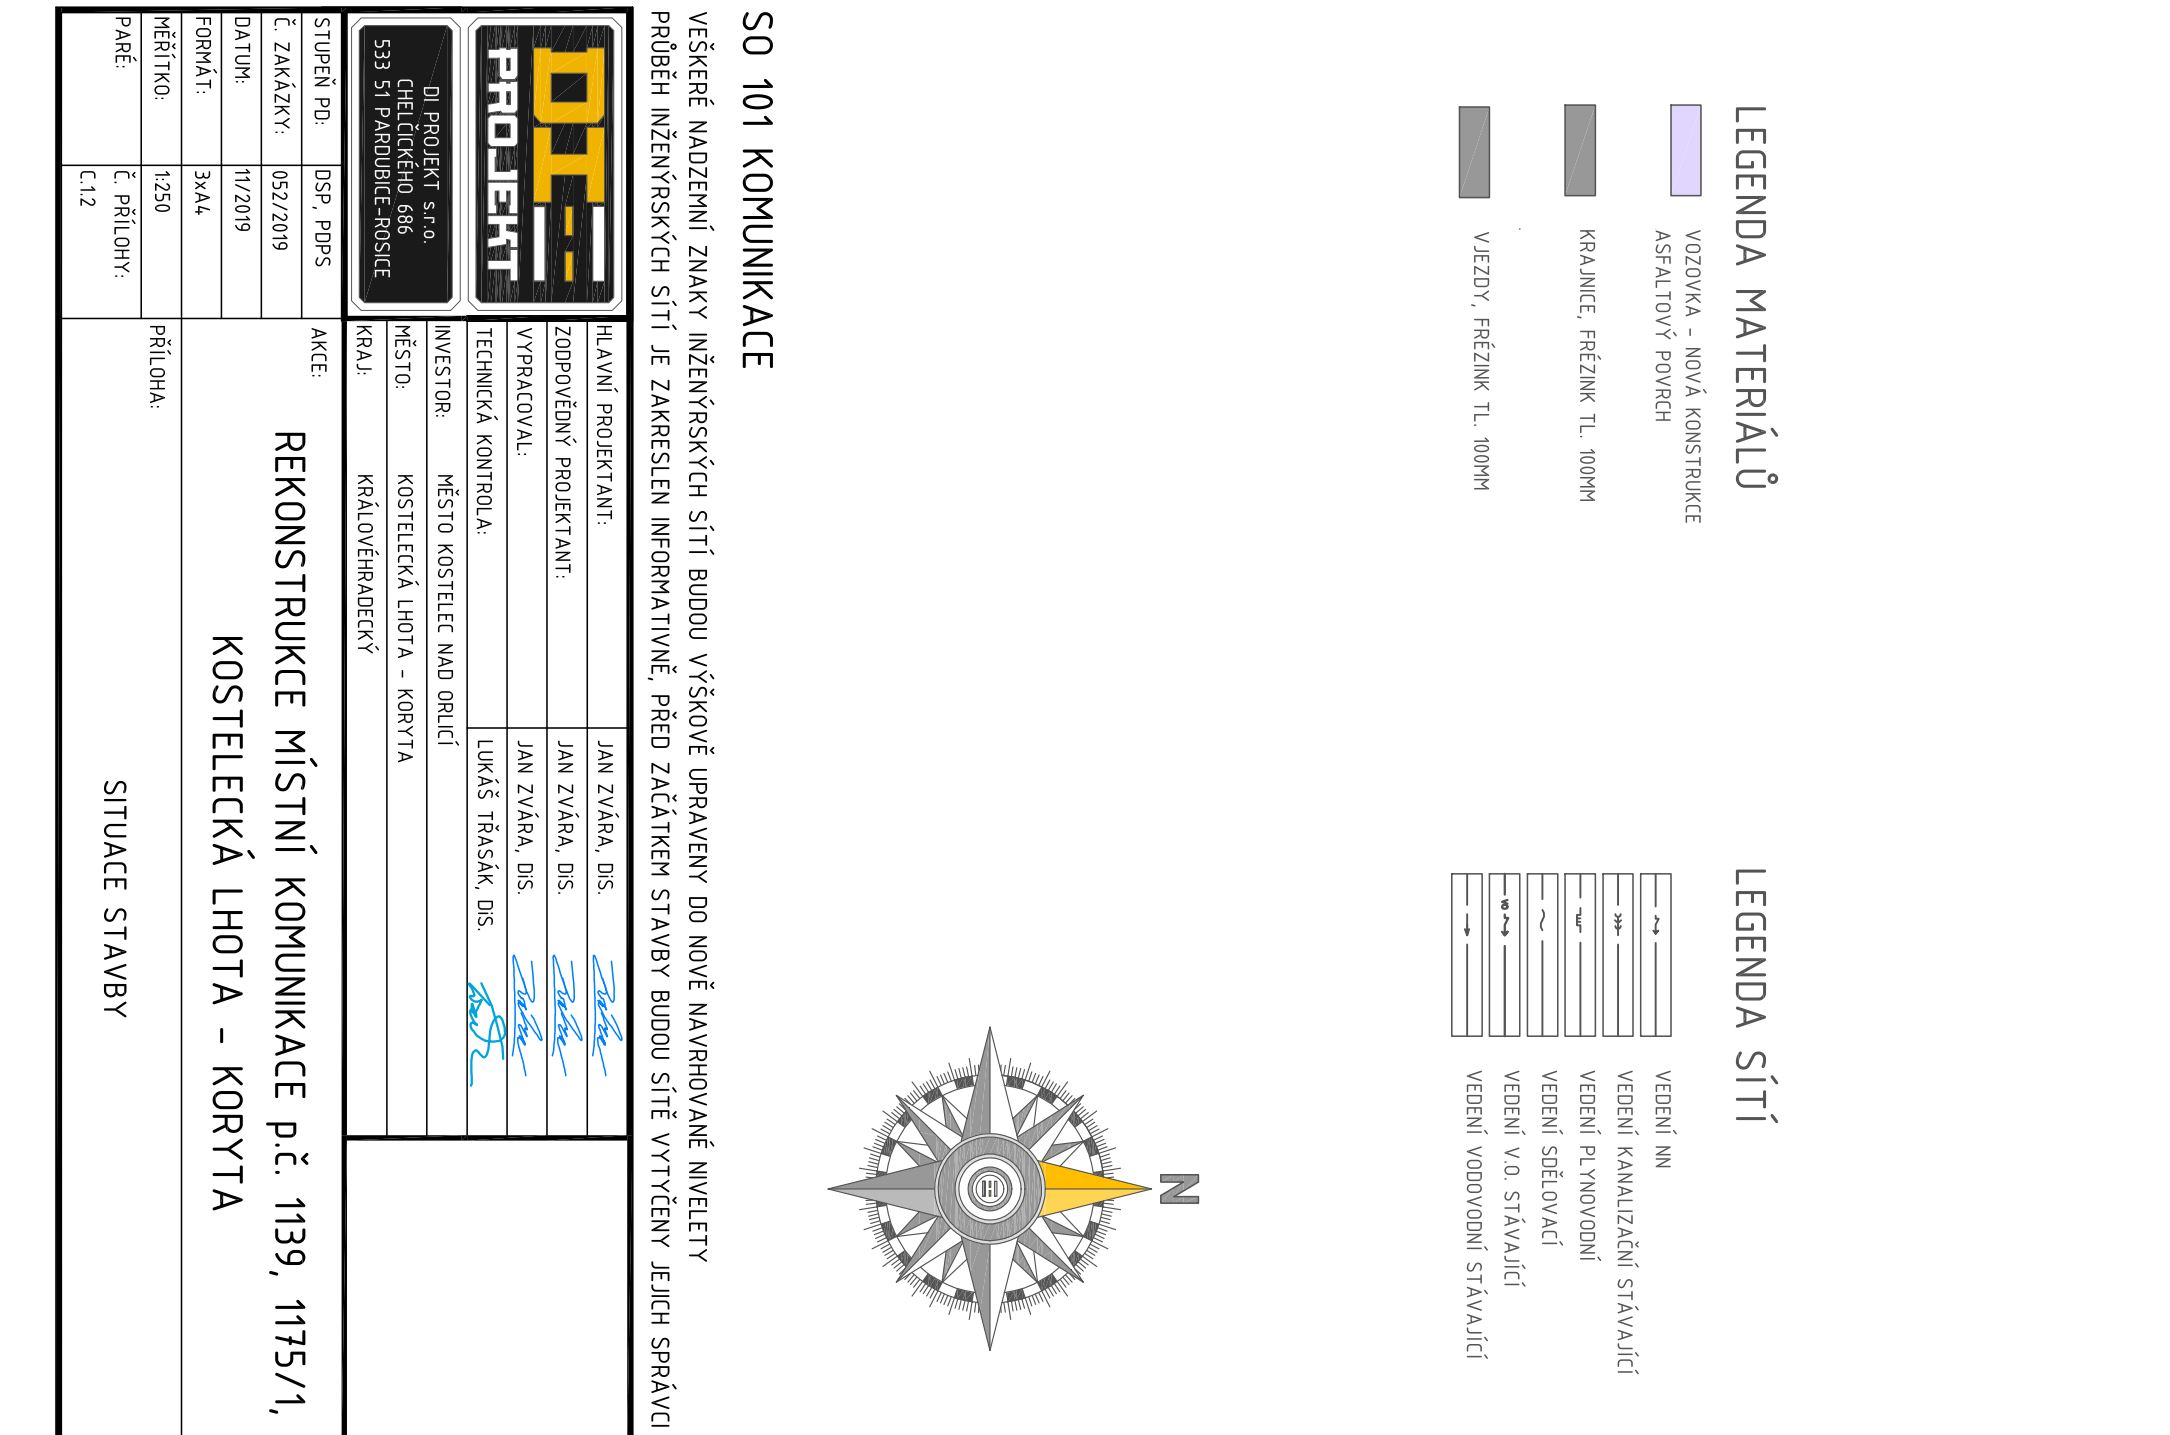 LEGENDA MATERIÁLŮ
VOZOVKA - NOVÁ KONSTRUKCE
ASFALTOVÝ POVRCH
KRAJNICE, FRÉZINK TL. 100MM
VJEZDY, FRÉZINK TL. 100MM
LEGENDA SÍTÍ
VEDENÍ NN
VEDENÍ KANALIZAČNÍ STÁVAJÍCÍ
VEDENÍ PLYNOVODNÍ
VEDENÍ SDĚLOVACÍ
VO
VEDENÍ V.O. STÁVAJÍCÍ
VEDENÍ VODOVODNÍ STÁVAJÍCÍ
N
SO 101 KOMUNIKACE
VEŠKERÉ NADZEMNÍ ZNAKY INŽENÝRSKÝCH SÍTÍ BUDOU VÝŠKOVĚ UPRAVENY DO NOVĚ NAVRHOVANÉ NIVELETY
PRŮBĚH INŽENÝRSKÝCH SÍTÍ JE ZAKRESLEN INFORMATIVNĚ, PŘED ZAČÁTKEM STAVBY BUDOU SÍTĚ VYTYČENY JEJICH SPRÁVCI
DI
PROJEKT
DI PROJEKT s.r.o.
CHELČICKÉHO 686
533 51 PARDUBICE-ROSICE
HLAVNÍ PROJEKTANT: JAN ZVÁRA, DiS.
ZODPOVĚDNÝ PROJEKTANT: JAN ZVÁRA, DiS.
VYPRACOVAL: JAN ZVÁRA, DiS.
TECHNICKÁ KONTROLA: LUKÁŠ TŘASÁK, DiS.
INVESTOR: MĚSTO KOSTELEC NAD ORLICÍ
MĚSTO: KOSTELECKÁ LHOTA - KORYTA
KRAJ: KRÁLOVÉHRADECKÝ
STUPEŇ PD: DSP, PDPS
Č. ZAKÁZKY: 052/2019
DATUM: 11/2019
FORMÁT: 3xA4
MĚŘÍTKO: 1:250
PARÉ: Č. PŘÍLOHY:
C.1.2
AKCE:
REKONSTRUKCE MÍSTNÍ KOMUNIKACE p.č. 1139, 1175/1,
KOSTELECKÁ LHOTA - KORYTA
PŘÍLOHA:
SITUACE STAVBY